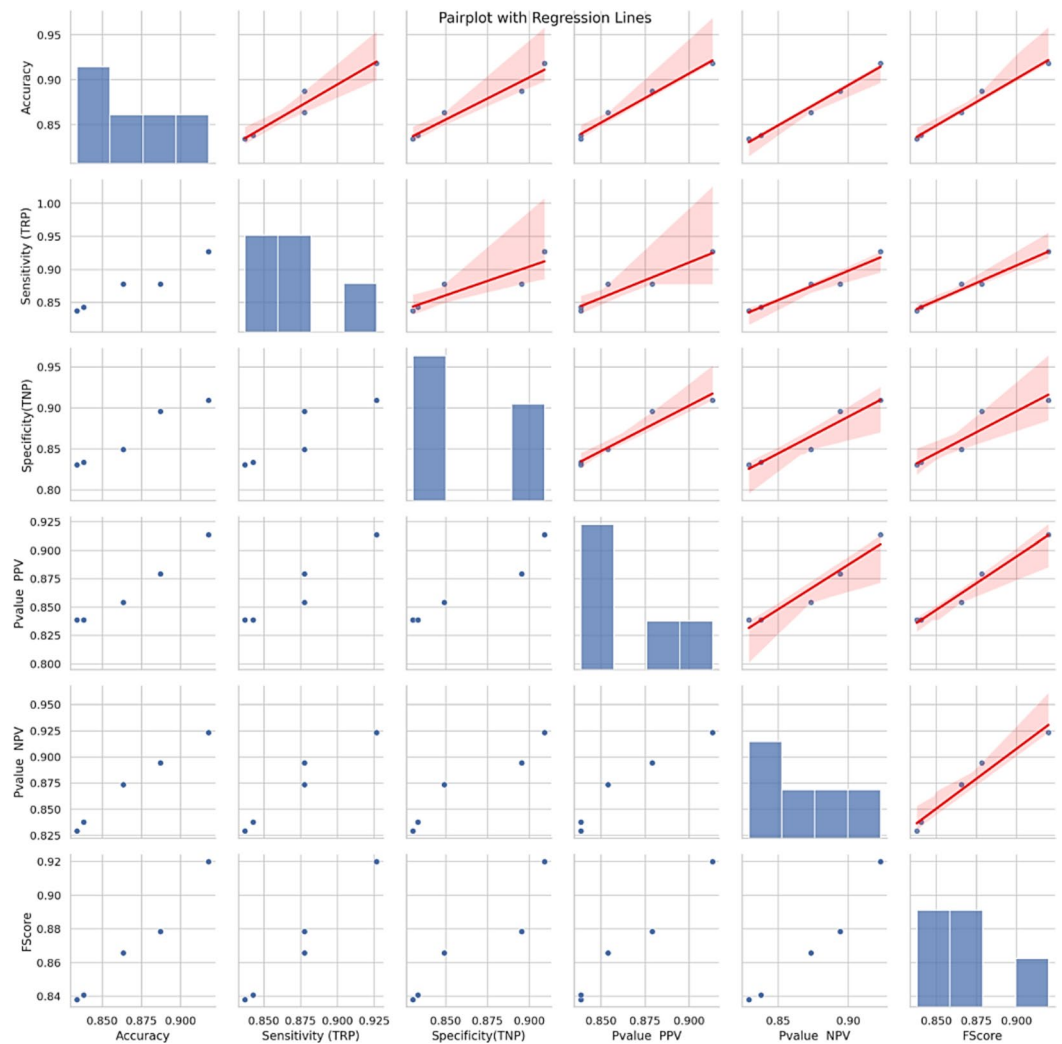 Pairplot with Regression Lines
0.95
0.90
0.85
Accuracy
1.00
0.95
0.90
0.85
Sensitivity (TRP)
0.95
0.90
0.85
0.80
Specificity(TNP)
0.925
0.900
0.875
0.850
0.825
0.800
Pvalue PPV
0.950
0.925
0.900
0.875
0.850
0.825
Pvalue NPV
0.92
0.90
0.88
0.86
0.84
FScore
0.850 0.875 0.900
Accuracy
0.850 0.875 0.900 0.925
Sensitivity (TRP)
0.850 0.875 0.900
Specificity(TNP)
0.850 0.875 0.900
Pvalue PPV
0.85 0.90
Pvalue NPV
0.850 0.875 0.900
FScore